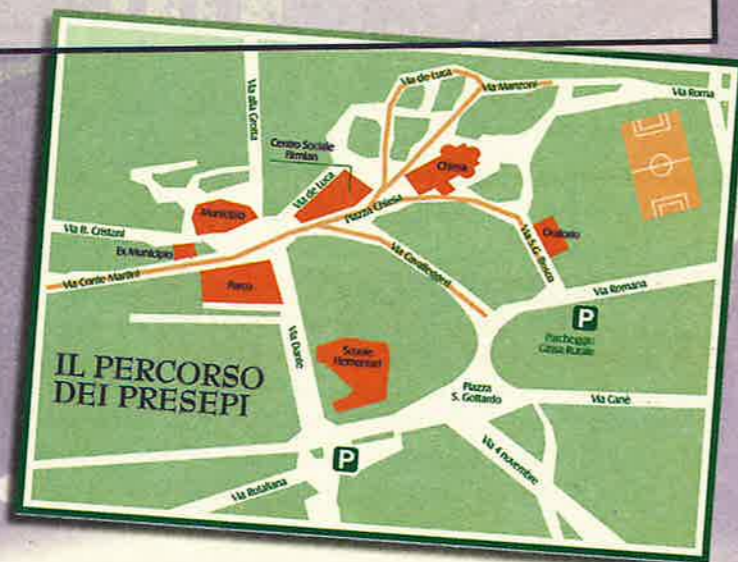 Via de Luca
Via Manzoni
Via Roma
Via alla Grotta
Centro Sociale
Firmian
Chiesa
Via de Luca
Municipio
Piazza Chiesa
Via B. Cristani
Ex Municipio
Via S.G. Bosco
Oratorio
Via Cavalleggeri
Via Conte Martini
Parco
Via Romana
P
Parcheggio
Cassa Rurale
Via Dante
Scuole
Elementari
IL PERCORSO
DEI PRESEPI
Piazza
S. Gottardo
Via Canè
P
Via 4 novembre
Via Rotaliana